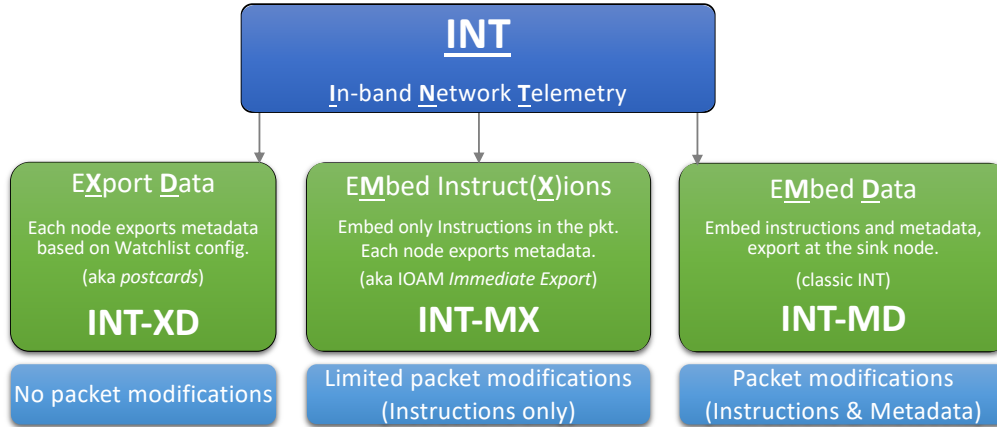 INT
In-band Network Telemetry
EXport Data
Each node exports metadata
based on Watchlist config.
(aka postcards)
INT-XD
EMbed Instruct(X)ions
Embed only Instructions in the pkt.
Each node exports metadata.
(aka IOAM Immediate Export)
INT-MX
EMbed Data
Embed instructions and metadata,
export at the sink node.
(classic INT)
INT-MD
No packet modifications
Limited packet modifications
(Instructions only)
Packet modifications
(Instructions & Metadata)